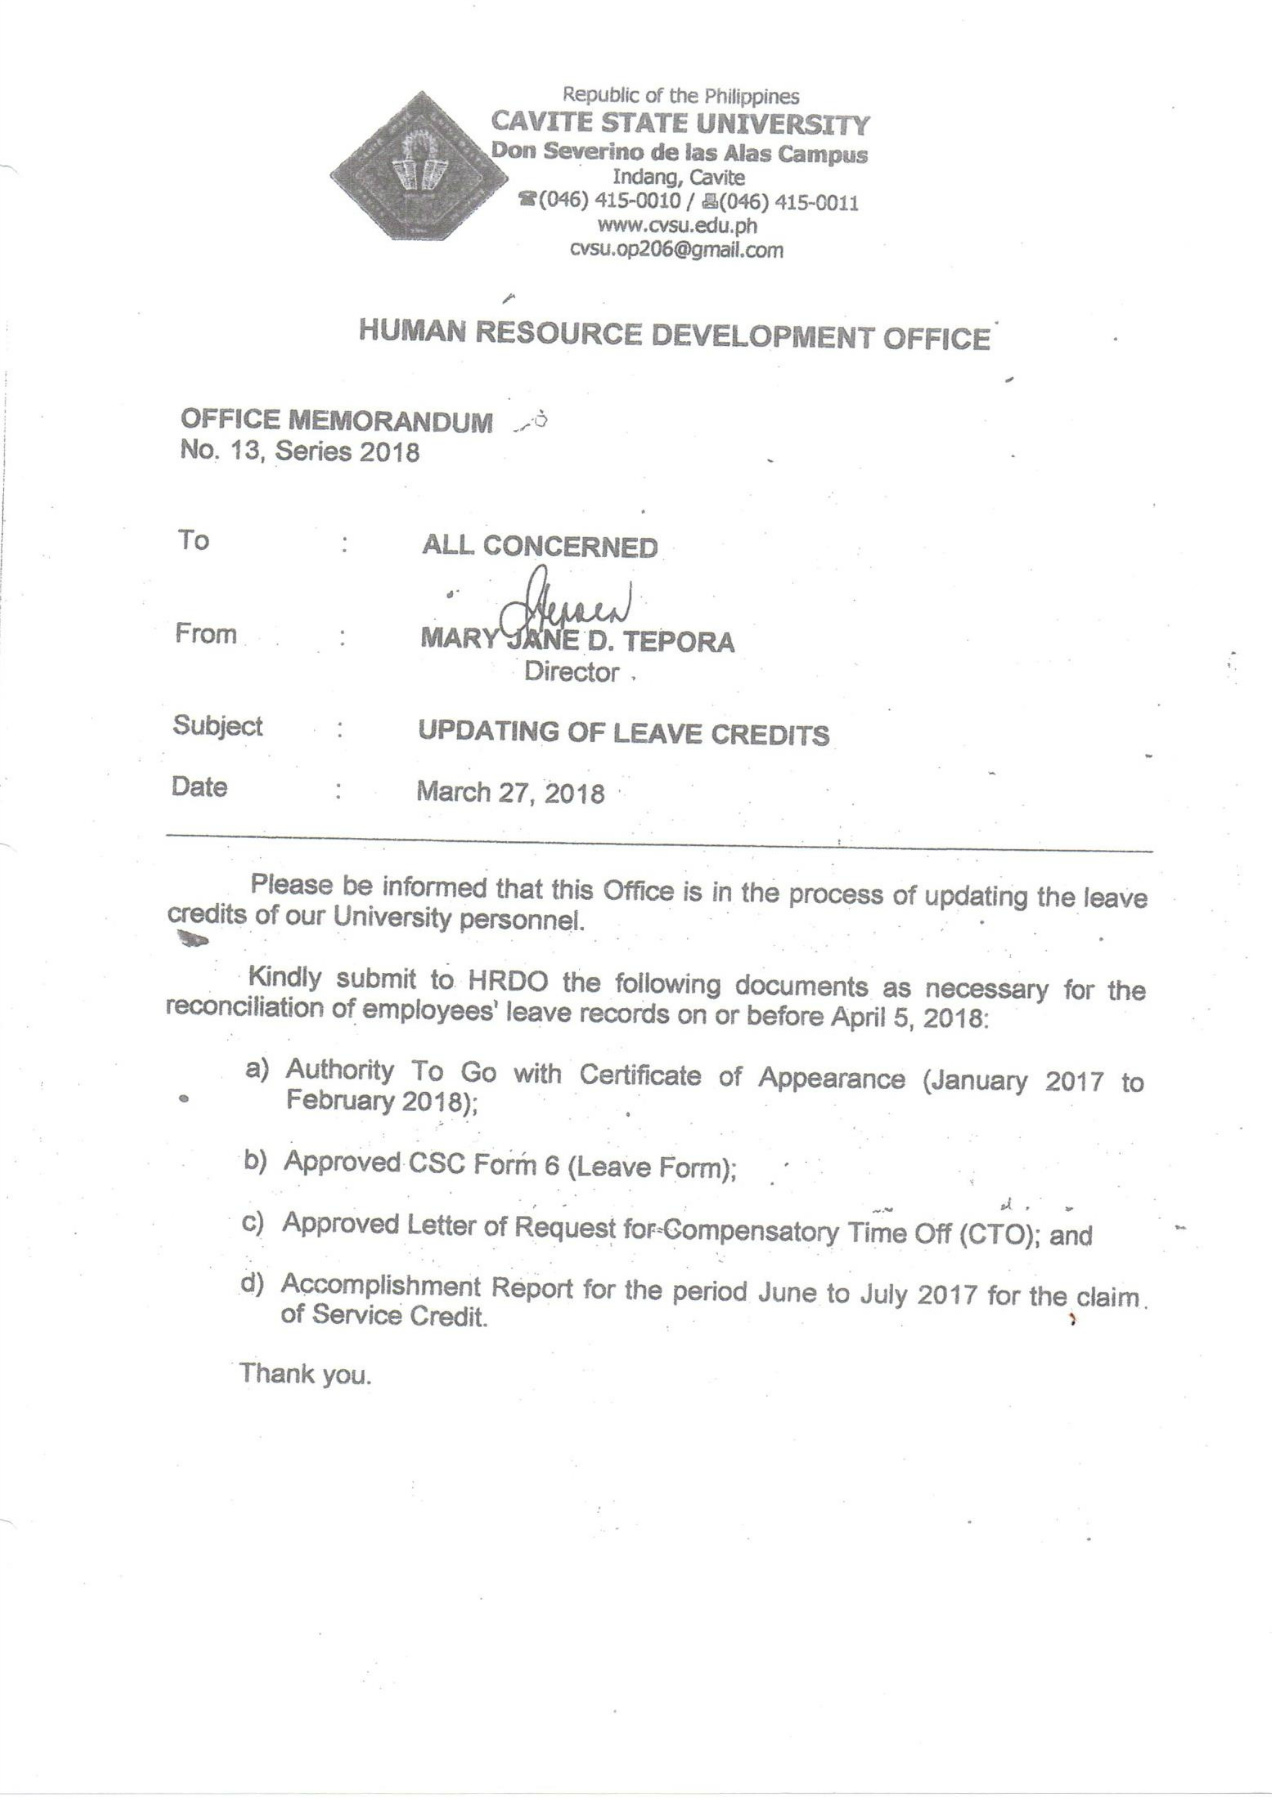 Republic of the Philippines
CAVITE STATE UNIVERSITY
Don Severino de las Alas Campus
Indang, Cavite
☎(046) 415-0010 / 🖷(046) 415-0011
www.cvsu.edu.ph
cvsu.op206@gmail.com
HUMAN RESOURCE DEVELOPMENT OFFICE
OFFICE MEMORANDUM
No. 13, Series 2018
To : ALL CONCERNED
From : MARY JANE D. TEPORA
Director
Subject : UPDATING OF LEAVE CREDITS
Date : March 27, 2018
Please be informed that this Office is in the process of updating the leave
credits of our University personnel.
Kindly submit to HRDO the following documents as necessary for the
reconciliation of employees' leave records on or before April 5, 2018:
a) Authority To Go with Certificate of Appearance (January 2017 to
February 2018);
b) Approved CSC Form 6 (Leave Form);
c) Approved Letter of Request for Compensatory Time Off (CTO); and
d) Accomplishment Report for the period June to July 2017 for the claim
of Service Credit.
Thank you.